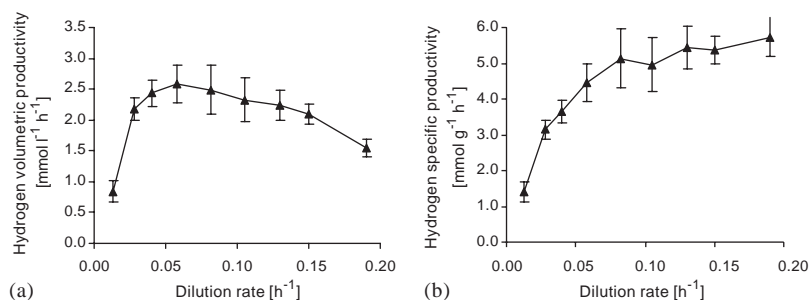 Hydrogen volumetric productivity
[mmol l⁻¹ h⁻¹]
3.5
3.0
2.5
2.0
1.5
1.0
0.5
0.0
0.00 0.05 0.10 0.15 0.20
Dilution rate [h⁻¹]
(a)
Hydrogen specific productivity
[mmol g⁻¹ h⁻¹]
6.0
5.0
4.0
3.0
2.0
1.0
0.0
0.00 0.05 0.10 0.15 0.20
Dilution rate [h⁻¹]
(b)